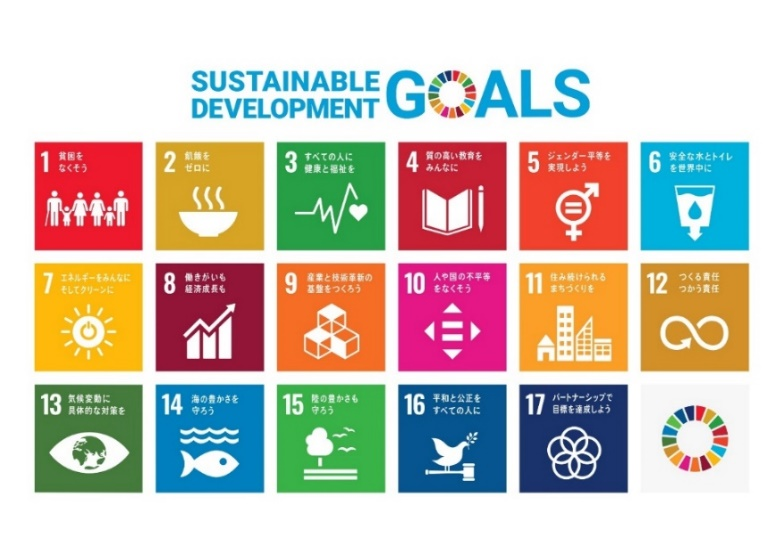 SUSTAINABLE
DEVELOPMENT
GOALS
1 貧困を
なくそう
2 飢餓を
ゼロに
3 すべての人に
健康と福祉を
4 質の高い教育を
みんなに
5 ジェンダー平等を
実現しよう
6 安全な水とトイレ
を世界中に
7 エネルギーをみんなに
そしてクリーンに
8 働きがいも
経済成長も
9 産業と技術革新の
基盤をつくろう
10 人や国の不平等
をなくそう
11 住み続けられる
まちづくりを
12 つくる責任
つかう責任
13 気候変動に
具体的な対策を
14 海の豊かさを
守ろう
15 陸の豊かさも
守ろう
16 平和と公正を
すべての人に
17 パートナーシップで
目標を達成しよう